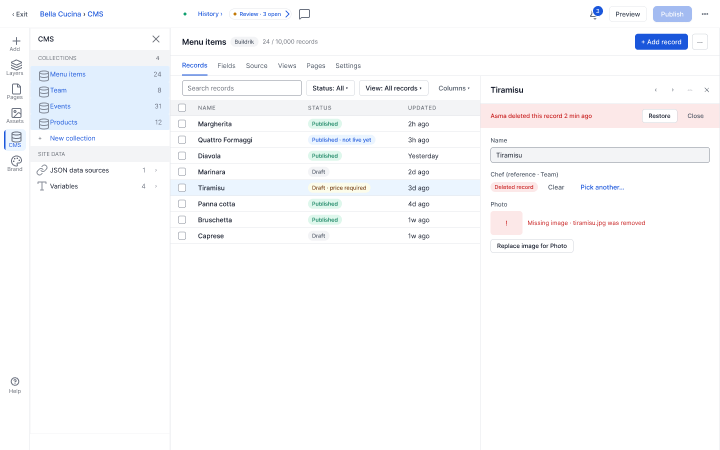 ‹ Exit
Bella Cucina › CMS
History ›
Review · 3 open
3
Preview
Publish
Add
Layers
Pages
Assets
CMS
Brand
Help
CMS
COLLECTIONS 4
Menu items 24
Team 8
Events 31
Products 12
+ New collection
SITE DATA
JSON data sources 1
Variables 4
Menu items Buildrik 24 / 10,000 records
+ Add record
Records Fields Source Views Pages Settings
Search records
Status: All
View: All records
Columns
NAME STATUS UPDATED
Margherita Published 2h ago
Quattro Formaggi Published · not live yet 3h ago
Diavola Published Yesterday
Marinara Draft 2d ago
Tiramisu Draft · price required 3d ago
Panna cotta Published 4d ago
Bruschetta Published 1w ago
Caprese Draft 1w ago
Tiramisu
Asma deleted this record 2 min ago
Restore
Close
Name
Tiramisu
Chef (reference · Team)
Deleted record Clear Pick another...
Photo
! Missing image · tiramisu.jpg was removed
Replace image for Photo